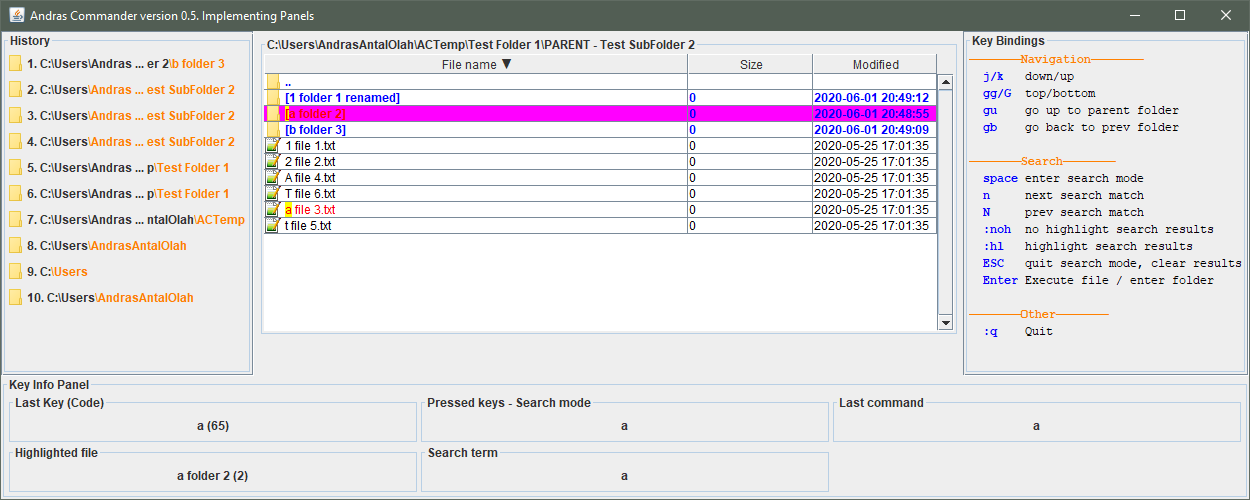 Andras Commander version 0.5. Implementing Panels
History
1. C:\Users\Andras ... er 2\b folder 3
2. C:\Users\Andras ... est SubFolder 2
3. C:\Users\Andras ... est SubFolder 2
4. C:\Users\Andras ... est SubFolder 2
5. C:\Users\Andras ... p\Test Folder 1
6. C:\Users\Andras ... p\Test Folder 1
7. C:\Users\Andras ... ntalOlah\ACTemp
8. C:\Users\AndrasAntalOlah
9. C:\Users
10. C:\Users\AndrasAntalOlah
C:\Users\AndrasAntalOlah\ACTemp\Test Folder 1\PARENT - Test SubFolder 2
File name ▼ Size Modified
..
[1 folder 1 renamed] 0 2020-06-01 20:49:12
[a folder 2] 0 2020-06-01 20:48:55
[b folder 3] 0 2020-06-01 20:49:09
1 file 1.txt 0 2020-05-25 17:01:35
2 file 2.txt 0 2020-05-25 17:01:35
A file 4.txt 0 2020-05-25 17:01:35
T file 6.txt 0 2020-05-25 17:01:35
a file 3.txt 0 2020-05-25 17:01:35
t file 5.txt 0 2020-05-25 17:01:35
Key Bindings
Navigation
j/k down/up
gg/G top/bottom
gu go up to parent folder
gb go back to prev folder
Search
space enter search mode
n next search match
N prev search match
:noh no highlight search results
:hl highlight search results
ESC quit search mode, clear results
Enter Execute file / enter folder
Other
:q Quit
Key Info Panel
Last Key (Code)
a (65)
Pressed keys - Search mode
a
Last command
a
Highlighted file
a folder 2 (2)
Search term
a